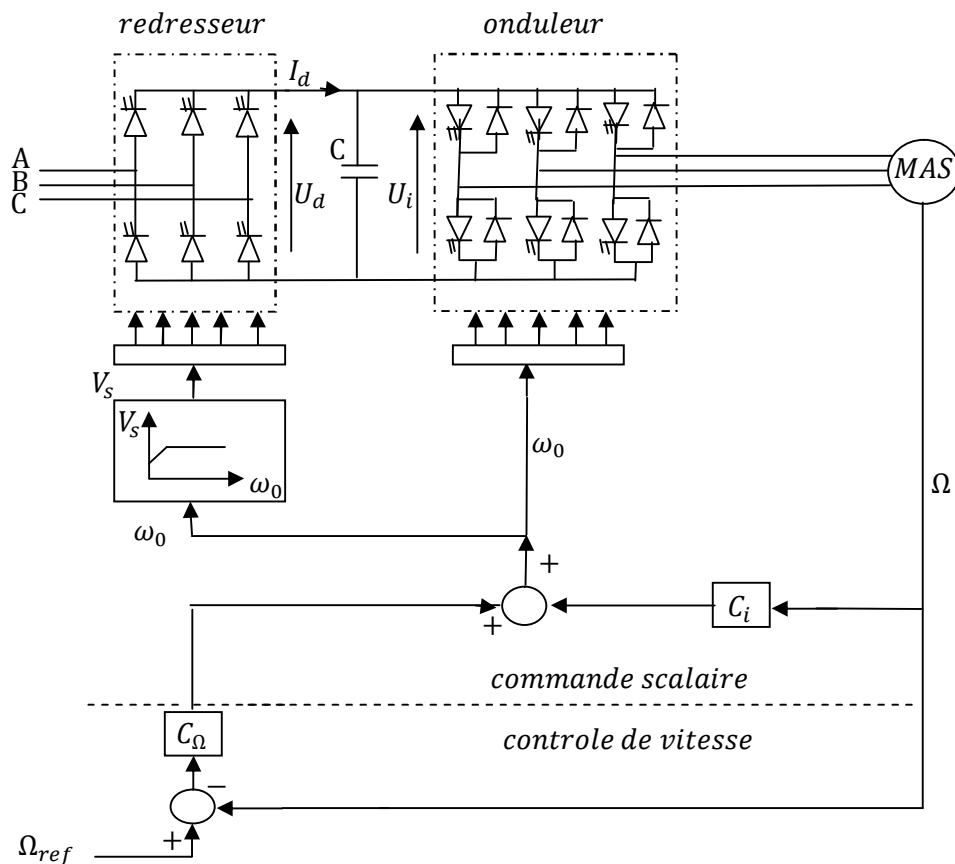 redresseur
onduleur
I_d
A
B
C
C
U_d
U_i
MAS
V_s
V_s
ω_0
ω_0
ω_0
Ω
+
+
C_i
commande scalaire
C_Ω
controle de vitesse
−
+
Ω_ref